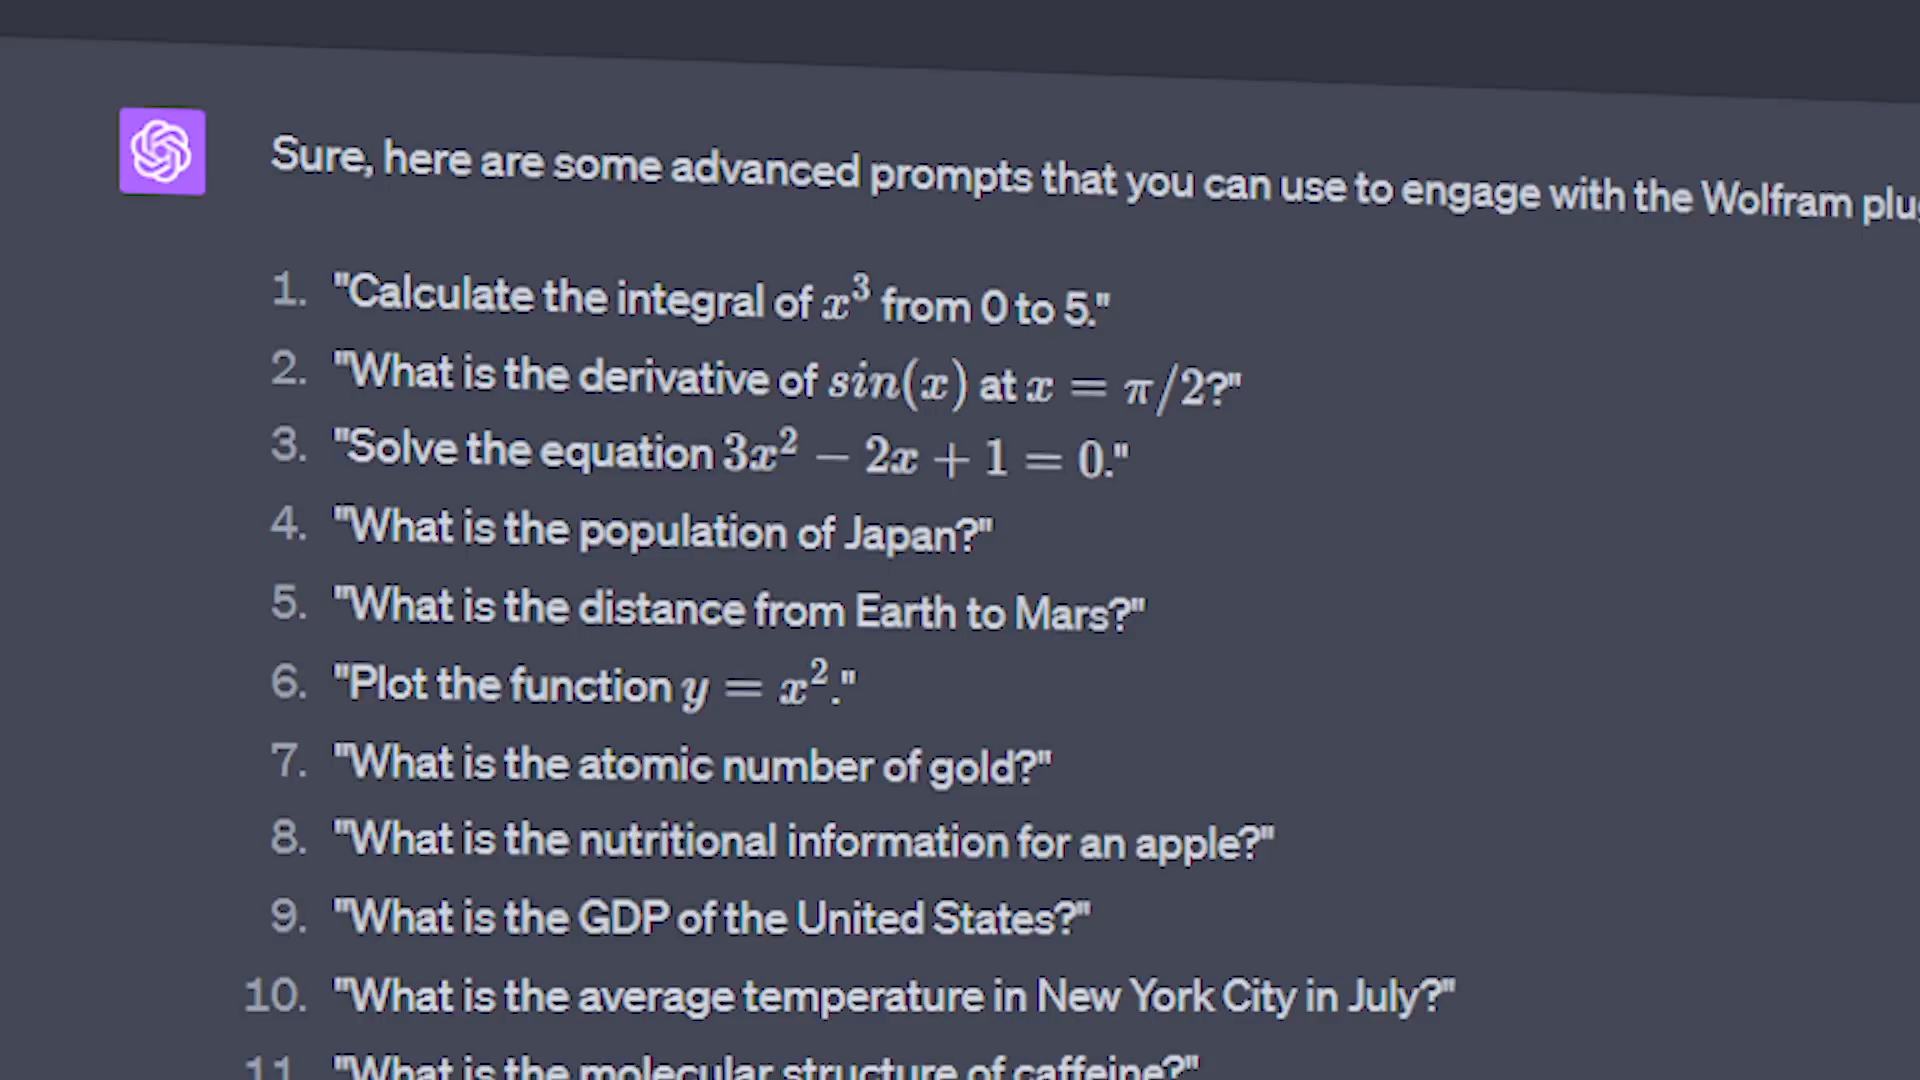 Sure, here are some advanced prompts that you can use to engage with the Wolfram
1. "Calculate the integral of x³ from 0 to 5."
2. "What is the derivative of sin(x) at x = π/2?"
3. "Solve the equation 3x² − 2x + 1 = 0."
4. "What is the population of Japan?"
5. "What is the distance from Earth to Mars?"
6. "Plot the function y = x²."
7. "What is the atomic number of gold?"
8. "What is the nutritional information for an apple?"
9. "What is the GDP of the United States?"
10. "What is the average temperature in New York City in July?"
11. "What is the molecular structure of caffeine?"